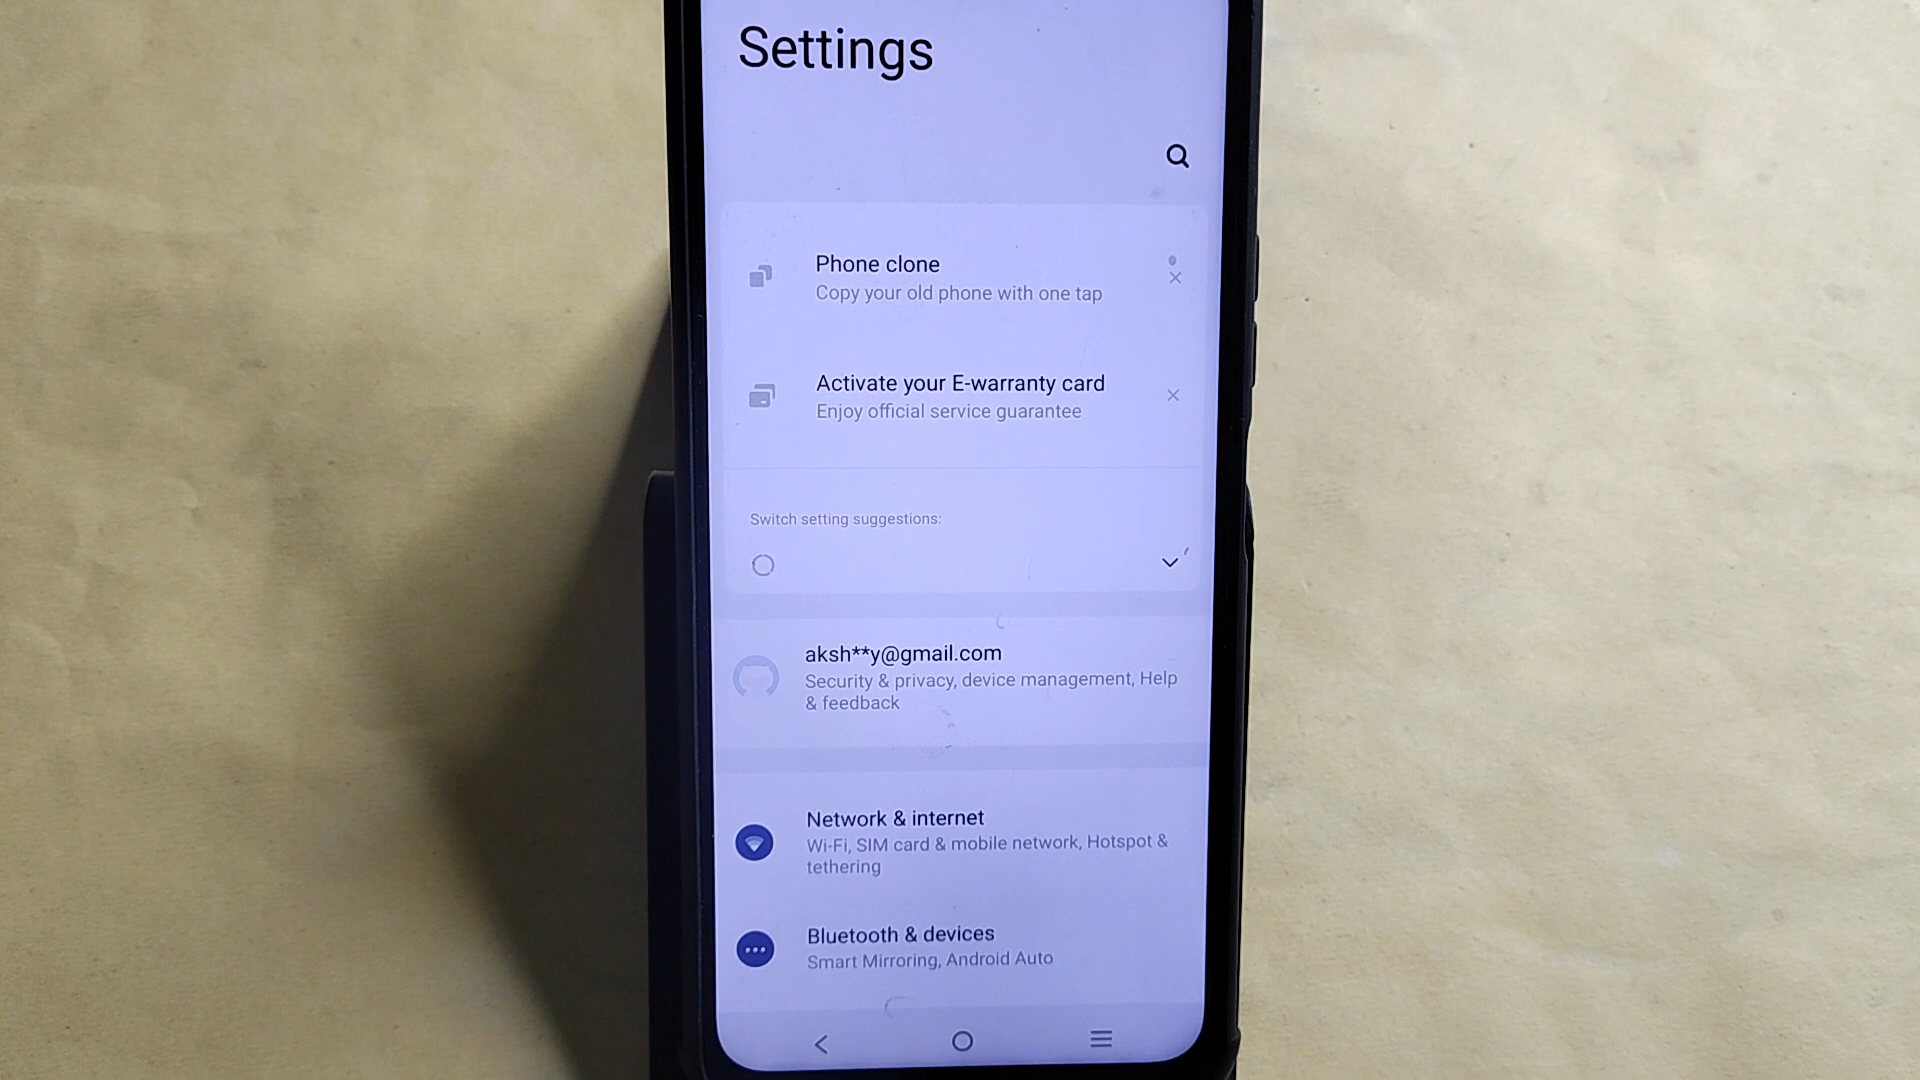 Settings
Phone clone
Copy your old phone with one tap
Activate your E-warranty card
Enjoy official service guarantee
Switch setting suggestions:
aksh**y@gmail.com
Security & privacy, device management, Help
& feedback
Network & internet
Wi-Fi, SIM card & mobile network, Hotspot &
tethering
Bluetooth & devices
Smart Mirroring, Android Auto